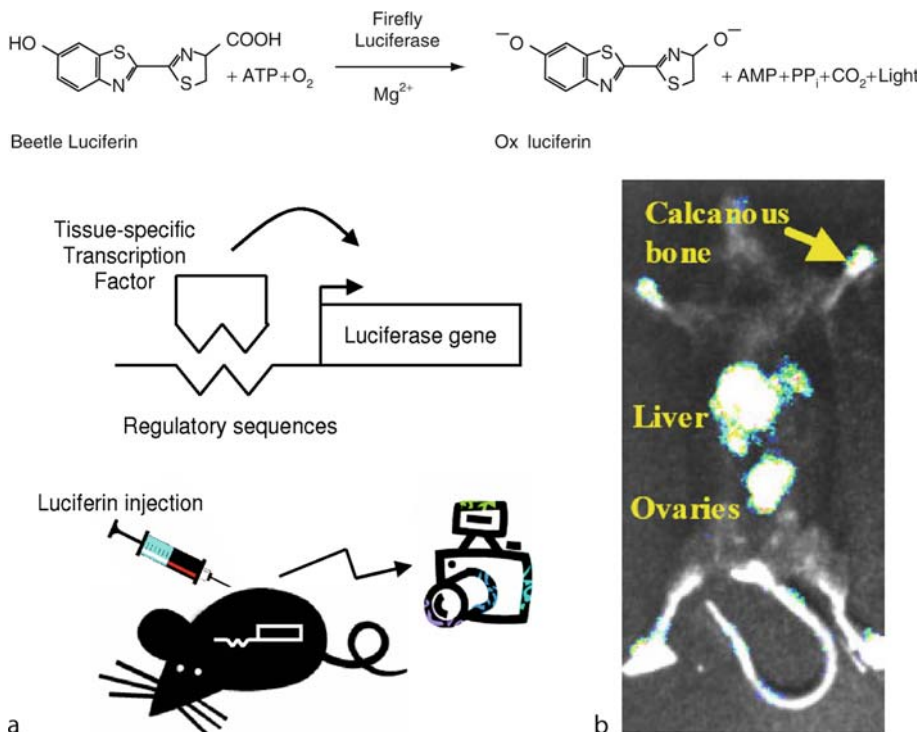 HO
S
N
N
S
COOH
+ ATP+O₂
Firefly
Luciferase
Mg²⁺
⁻O
S
N
N
S
O⁻
+ AMP+PPᵢ+CO₂+Light
Beetle Luciferin
Ox luciferin
Tissue-specific
Transcription
Factor
Luciferase gene
Regulatory sequences
Luciferin injection
a
Calcanous
bone
Liver
Ovaries
b